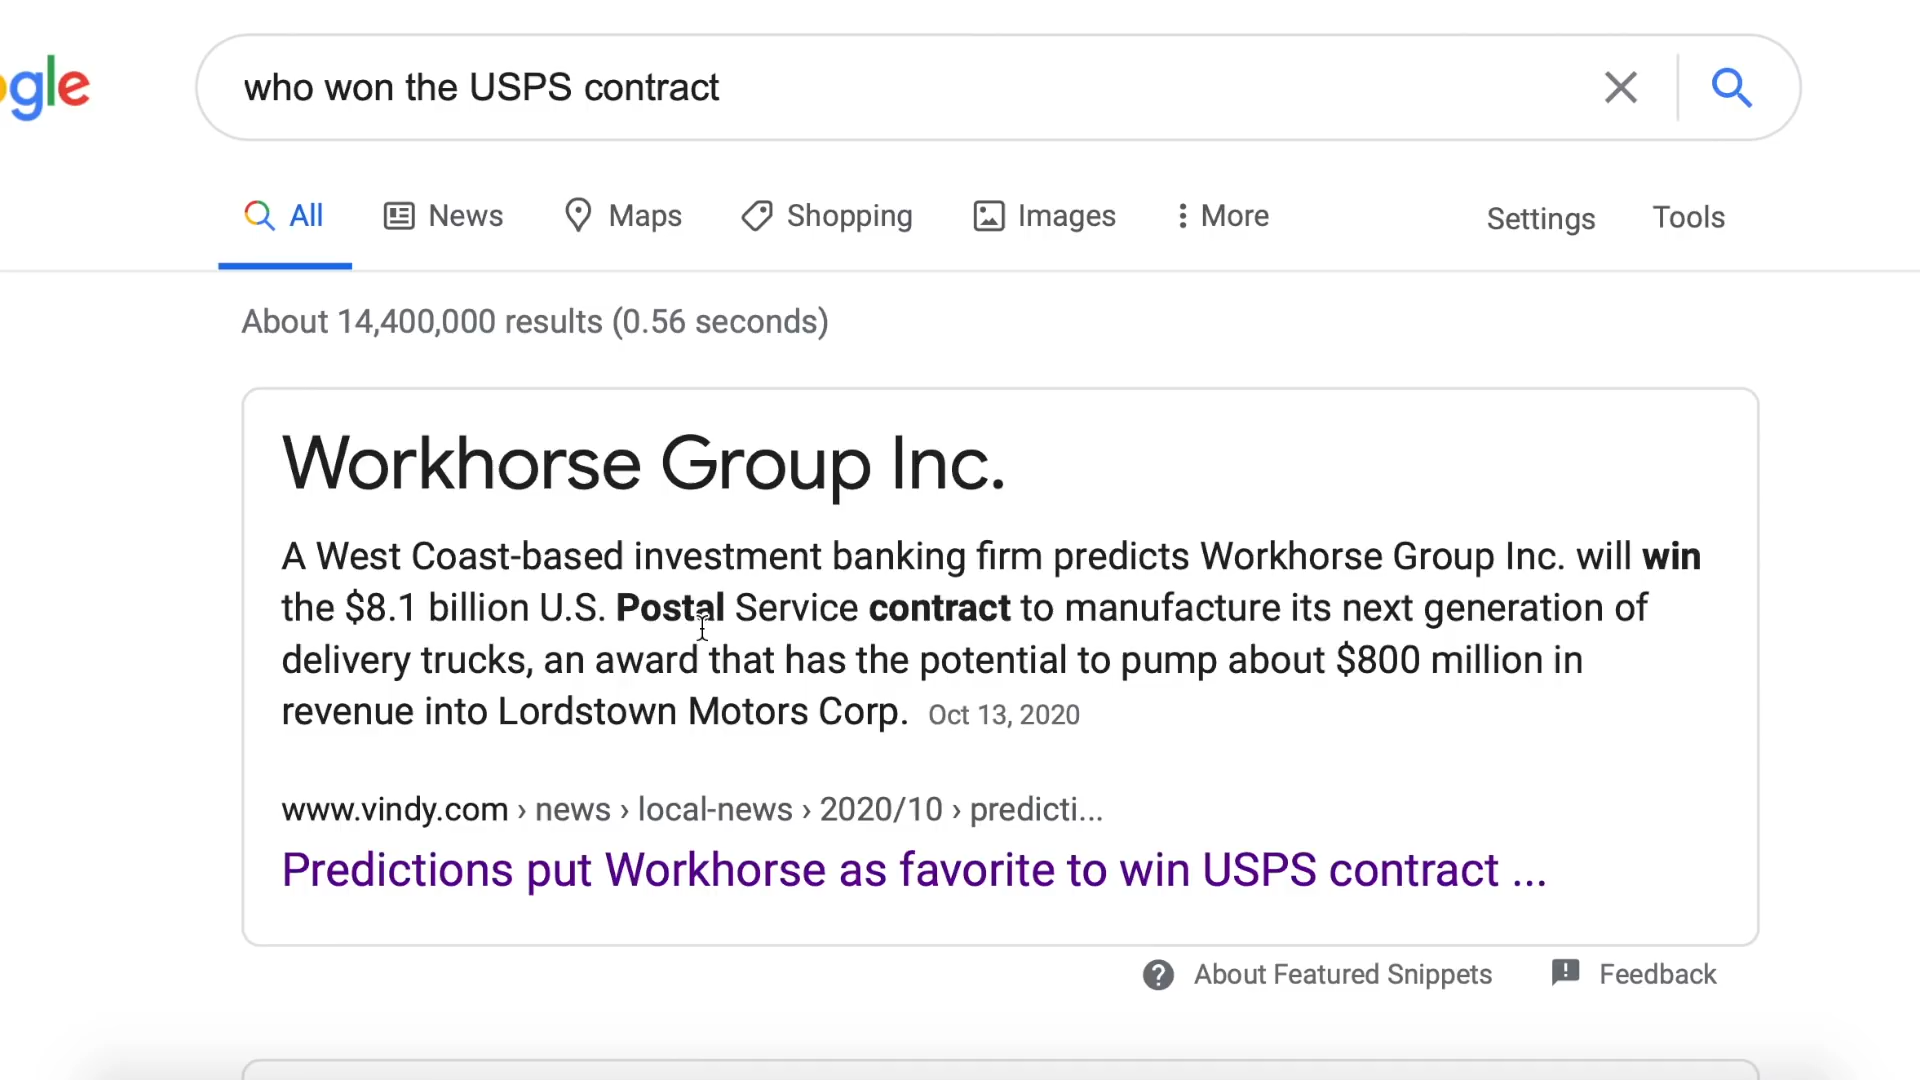 ogle
who won the USPS contract
All News Maps Shopping Images More Settings Tools
About 14,400,000 results (0.56 seconds)
Workhorse Group Inc.
A West Coast-based investment banking firm predicts Workhorse Group Inc. will win
the $8.1 billion U.S. Postal Service contract to manufacture its next generation of
delivery trucks, an award that has the potential to pump about $800 million in
revenue into Lordstown Motors Corp. Oct 13, 2020
www.vindy.com › news › local-news › 2020/10 › predicti...
Predictions put Workhorse as favorite to win USPS contract ...
About Featured Snippets Feedback